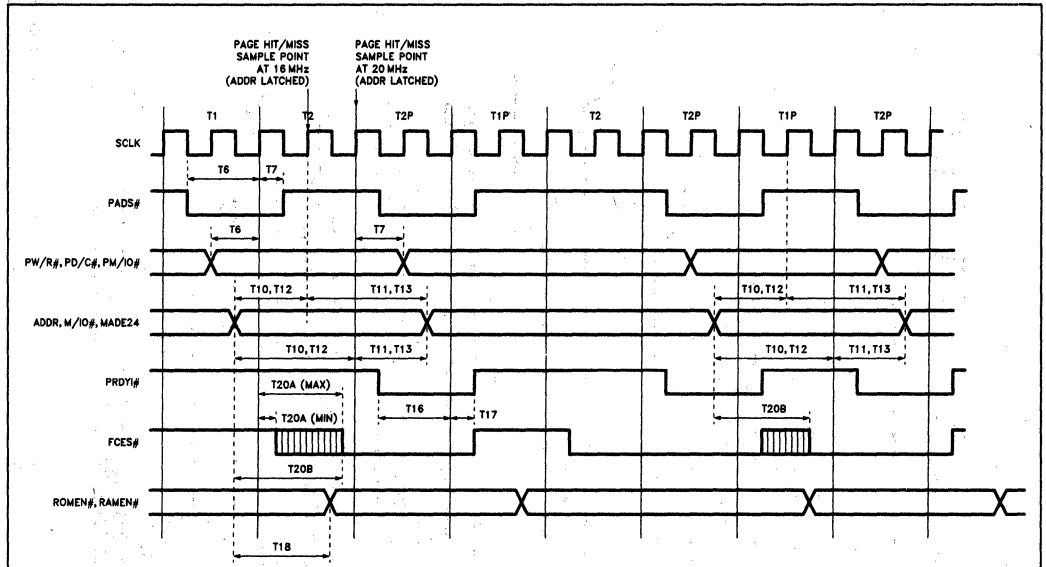 PAGE HIT/MISS
SAMPLE POINT
AT 16 MHz
(ADDR LATCHED)
PAGE HIT/MISS
SAMPLE POINT
AT 20 MHz
(ADDR LATCHED)
T1
T2
T2P
T1P
T2
T2P
T1P
T2P
SCLK
T6
T7
PADS#
T6
T7
PW/R#, PD/C#, PM/IO#
T10, T12
T11, T13
T10, T12
T11, T13
ADDR, M/IO#, MADE24
T10, T12
T11, T13
T10, T12
T11, T13
PRDYI#
T20A (MAX)
T20A (MIN)
T16
T17
T20B
FCES#
T20B
ROMEN#, RAMEN#
T18